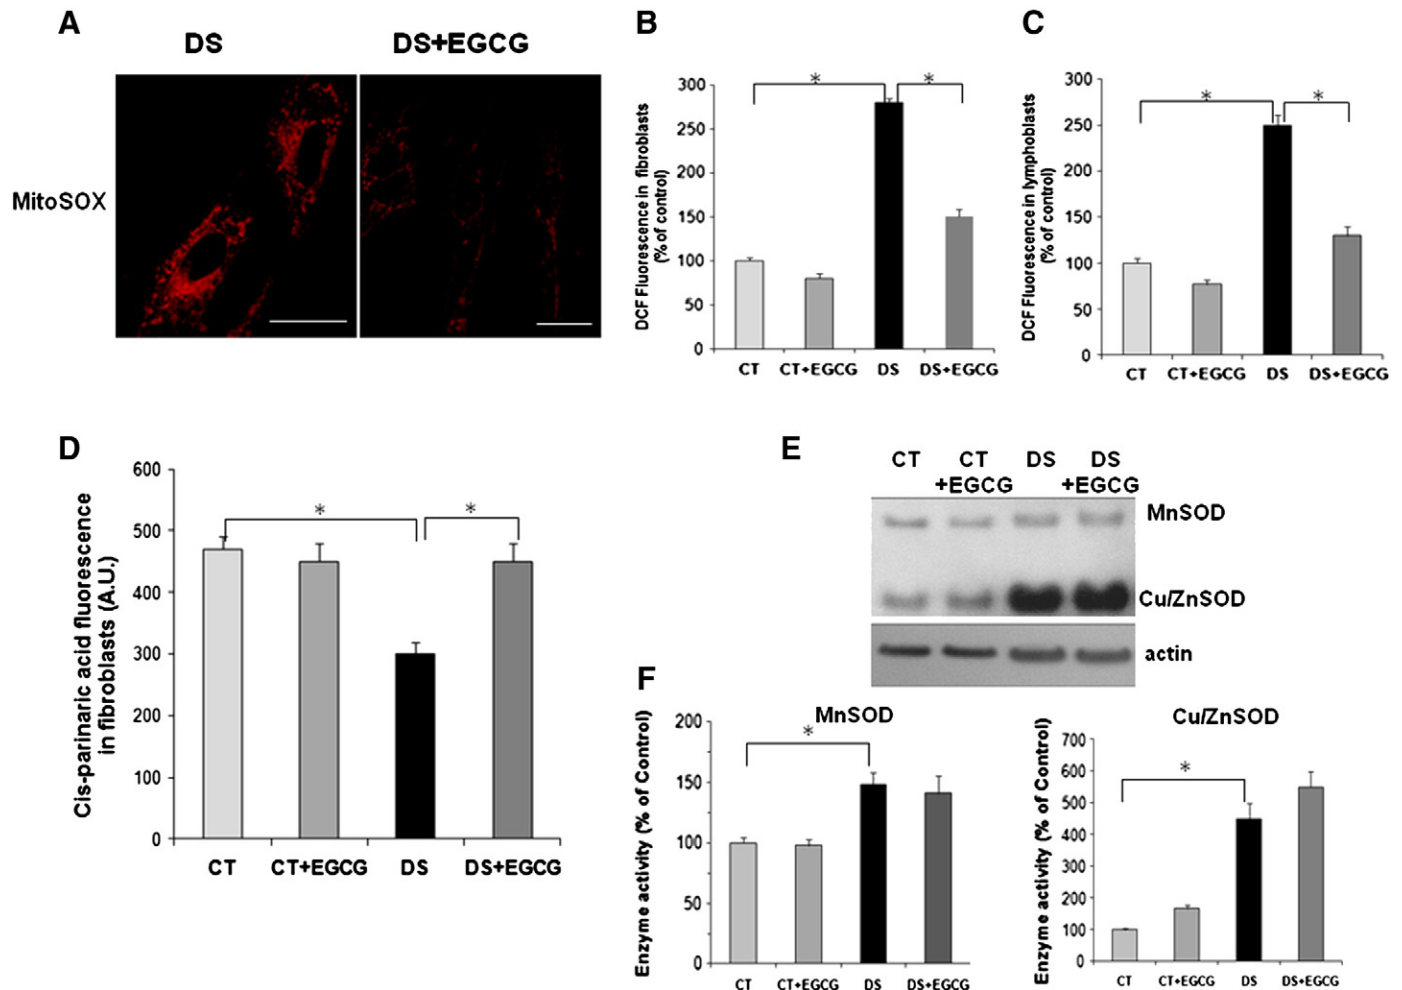 A
DS
DS+EGCG
MitoSOX
B
DCF Fluorescence in fibroblasts
(% of control)
300
250
200
150
100
50
0
*
*
CT
CT+EGCG
DS
DS+EGCG
C
DCF Fluorescence in lymphoblasts
(% of control)
300
250
200
150
100
50
0
*
*
CT
CT+EGCG
DS
DS+EGCG
D
Cis-parinaric acid fluorescence
in fibroblasts (A.U.)
600
500
400
300
200
100
0
*
*
CT
CT+EGCG
DS
DS+EGCG
E
CT
CT
+EGCG
DS
DS
+EGCG
MnSOD
Cu/ZnSOD
actin
F
MnSOD
Enzyme activity (% of Control)
200
150
100
50
0
*
CT
CT+EGCG
DS
DS+EGCG
Cu/ZnSOD
Enzyme activity (% of Control)
700
600
500
400
300
200
100
0
*
CT
CT+EGCG
DS
DS+EGCG